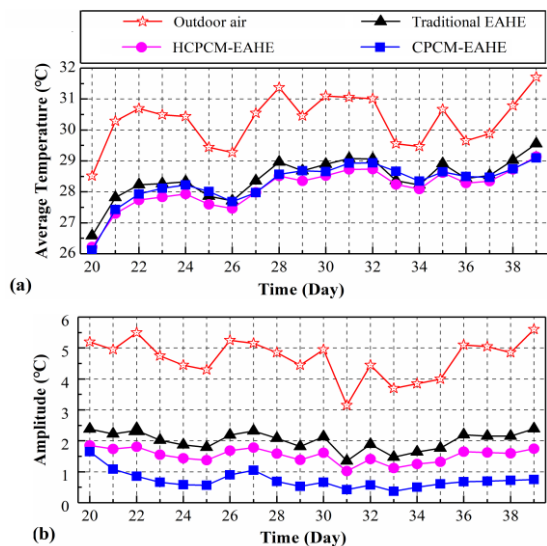 (a)
Outdoor air
Traditional EAHE
HCPCM-EAHE
CPCM-EAHE
Average Temperature (℃)
32
31
30
29
28
27
26
20 22 24 26 28 30 32 34 36 38
Time (Day)
(a)
Amplitude (℃)
6
5
4
3
2
1
0
20 22 24 26 28 30 32 34 36 38
(b)
Time (Day)